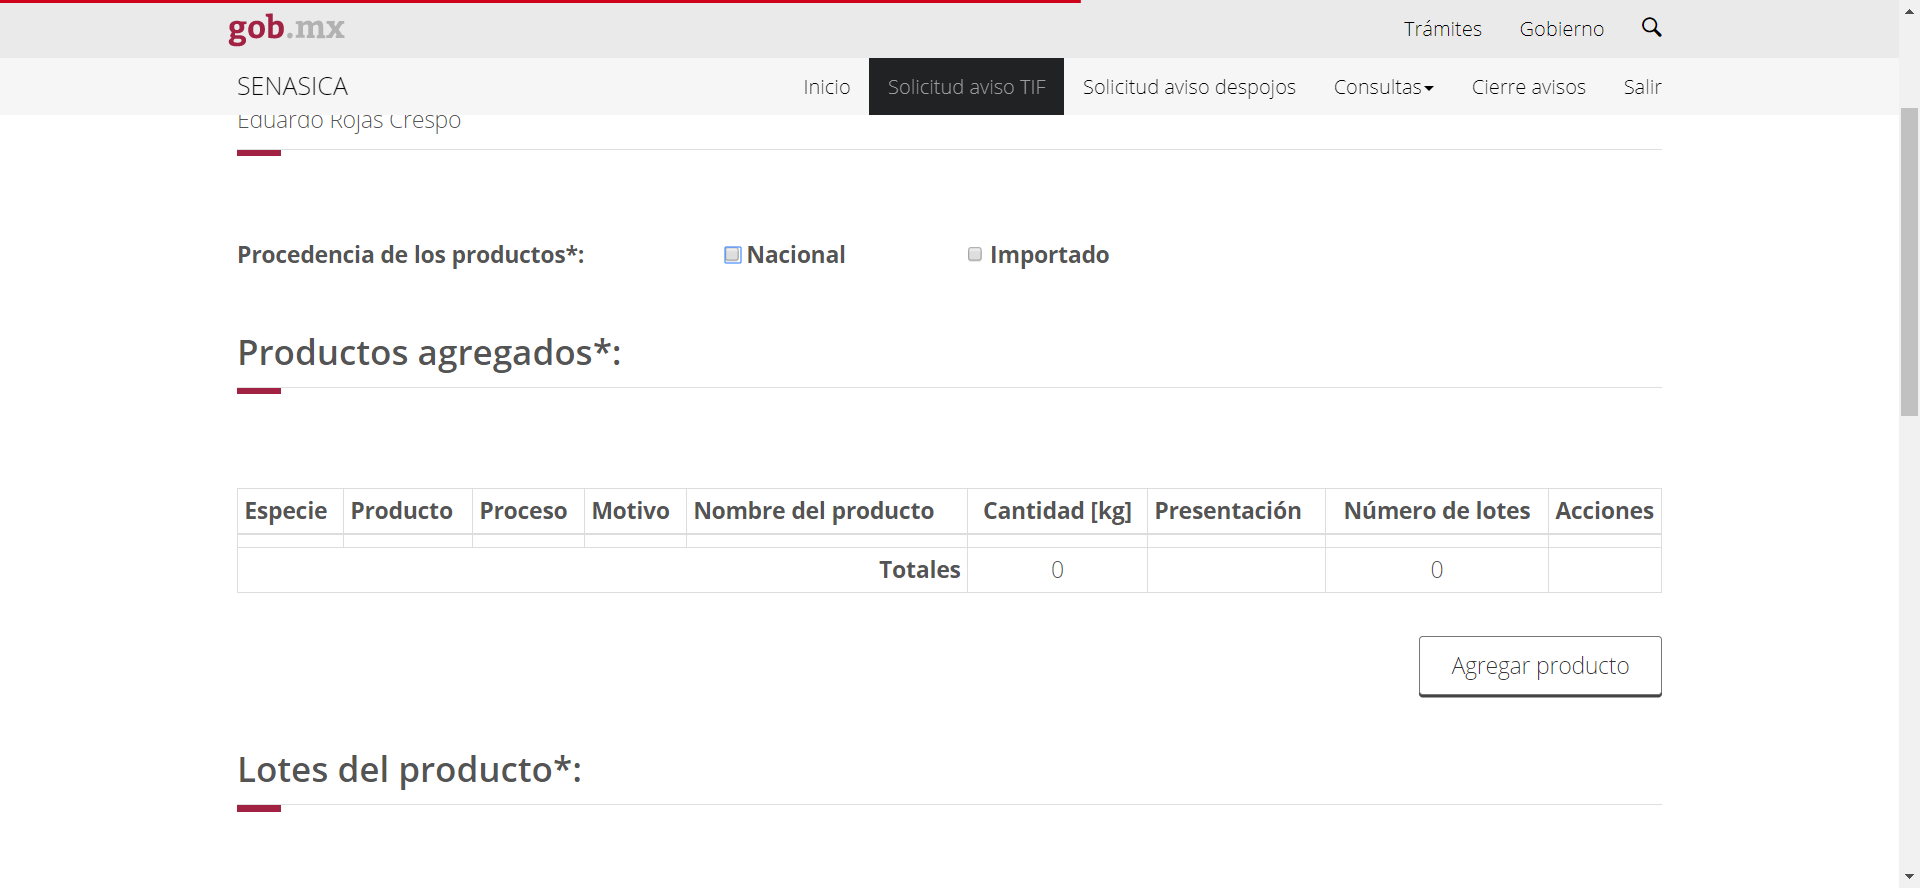 gob.mx
Trámites Gobierno
SENASICA
Inicio Solicitud aviso TIF Solicitud aviso despojos Consultas Cierre avisos Salir
Eduardo Rojas Crespo
Procedencia de los productos*: Nacional Importado
Productos agregados*:
Especie Producto Proceso Motivo Nombre del producto Cantidad [kg] Presentación Número de lotes Acciones
Totales 0 0
Agregar producto
Lotes del producto*: